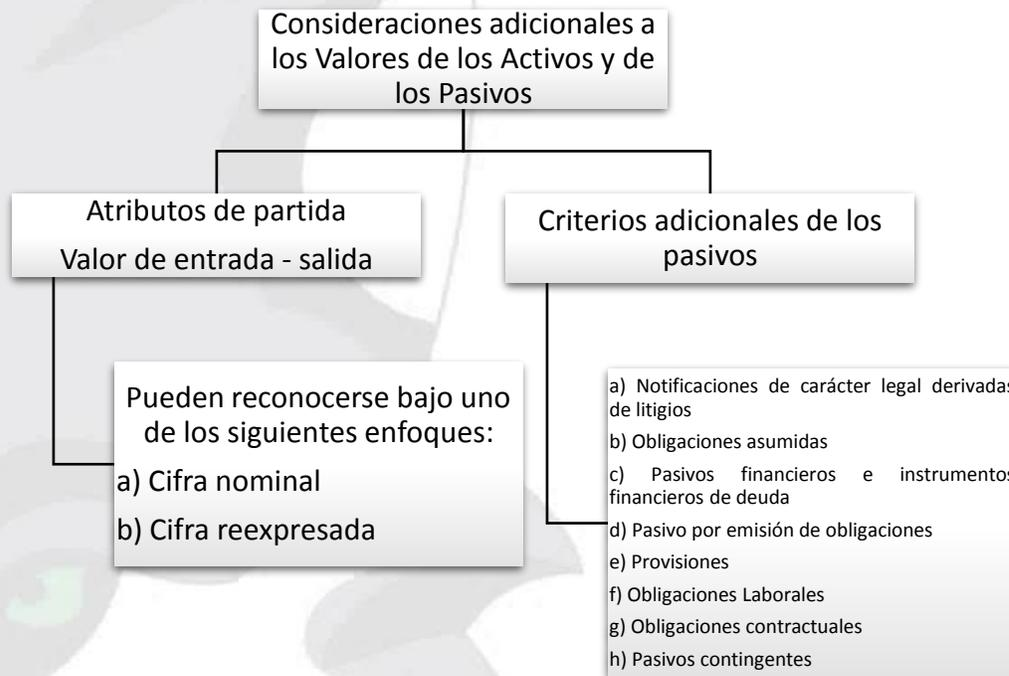 Consideraciones adicionales a
los Valores de los Activos y de
los Pasivos
Atributos de partida
Valor de entrada - salida
Pueden reconocerse bajo uno
de los siguientes enfoques:
a) Cifra nominal
b) Cifra reexpresada
Criterios adicionales de los
pasivos
a) Notificaciones de carácter legal derivadas
de litigios
b) Obligaciones asumidas
c) Pasivos financieros e instrumentos
financieros de deuda
d) Pasivo por emisión de obligaciones
e) Provisiones
f) Obligaciones Laborales
g) Obligaciones contractuales
h) Pasivos contingentes